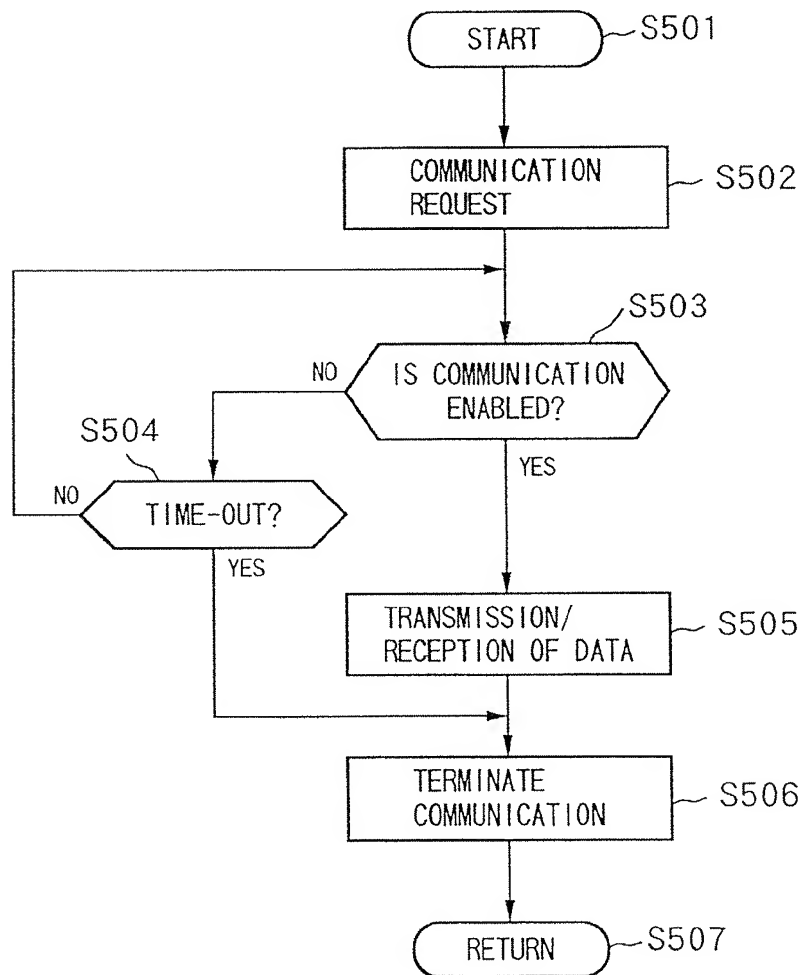 START
S501
COMMUNICATION
REQUEST
S502
S503
IS COMMUNICATION
ENABLED?
NO
YES
S504
TIME-OUT?
NO
YES
TRANSMISSION/
RECEPTION OF DATA
S505
TERMINATE
COMMUNICATION
S506
RETURN
S507